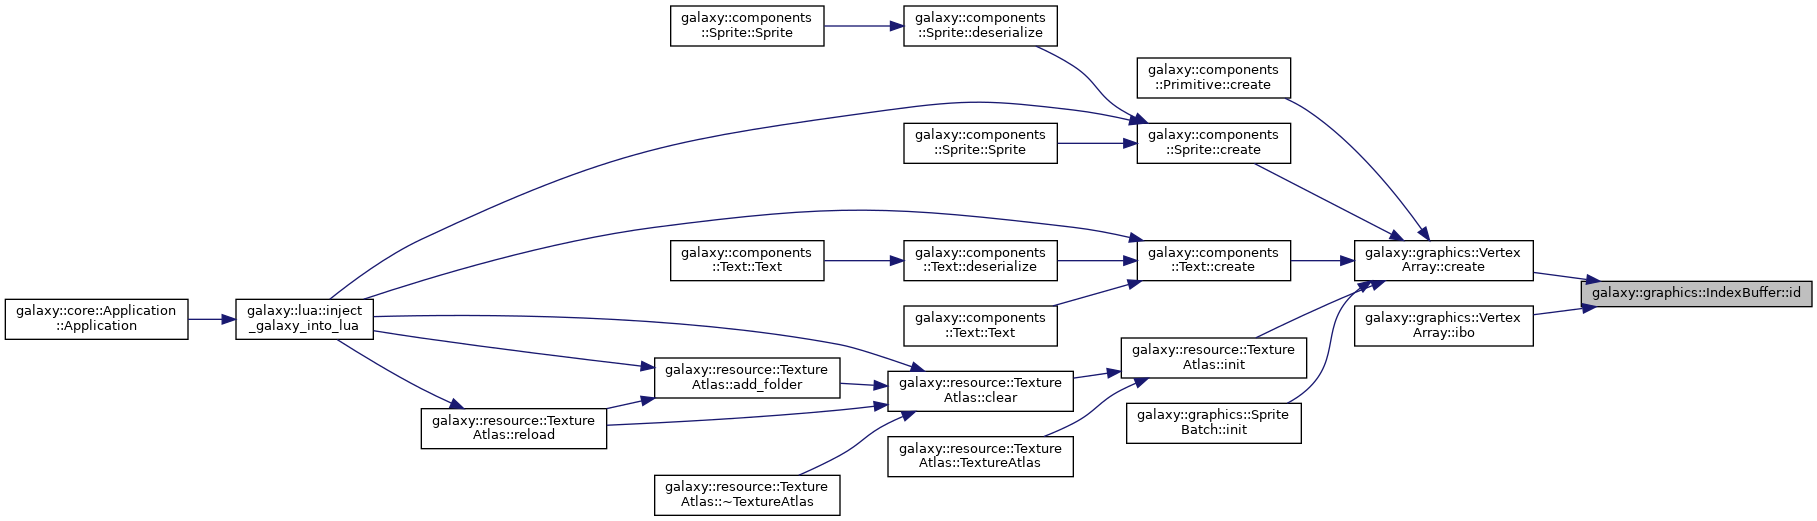 galaxy::components
::Sprite::Sprite
galaxy::components
::Sprite::deserialize
galaxy::components
::Primitive::create
galaxy::components
::Sprite::Sprite
galaxy::components
::Sprite::create
galaxy::components
::Text::Text
galaxy::components
::Text::deserialize
galaxy::components
::Text::create
galaxy::graphics::Vertex
Array::create
galaxy::graphics::IndexBuffer::id
galaxy::core::Application
::Application
galaxy::lua::inject
_galaxy_into_lua
galaxy::components
::Text::Text
galaxy::graphics::Vertex
Array::ibo
galaxy::resource::Texture
Atlas::init
galaxy::resource::Texture
Atlas::add_folder
galaxy::resource::Texture
Atlas::clear
galaxy::resource::Texture
Atlas::reload
galaxy::graphics::Sprite
Batch::init
galaxy::resource::Texture
Atlas::TextureAtlas
galaxy::resource::Texture
Atlas::~TextureAtlas